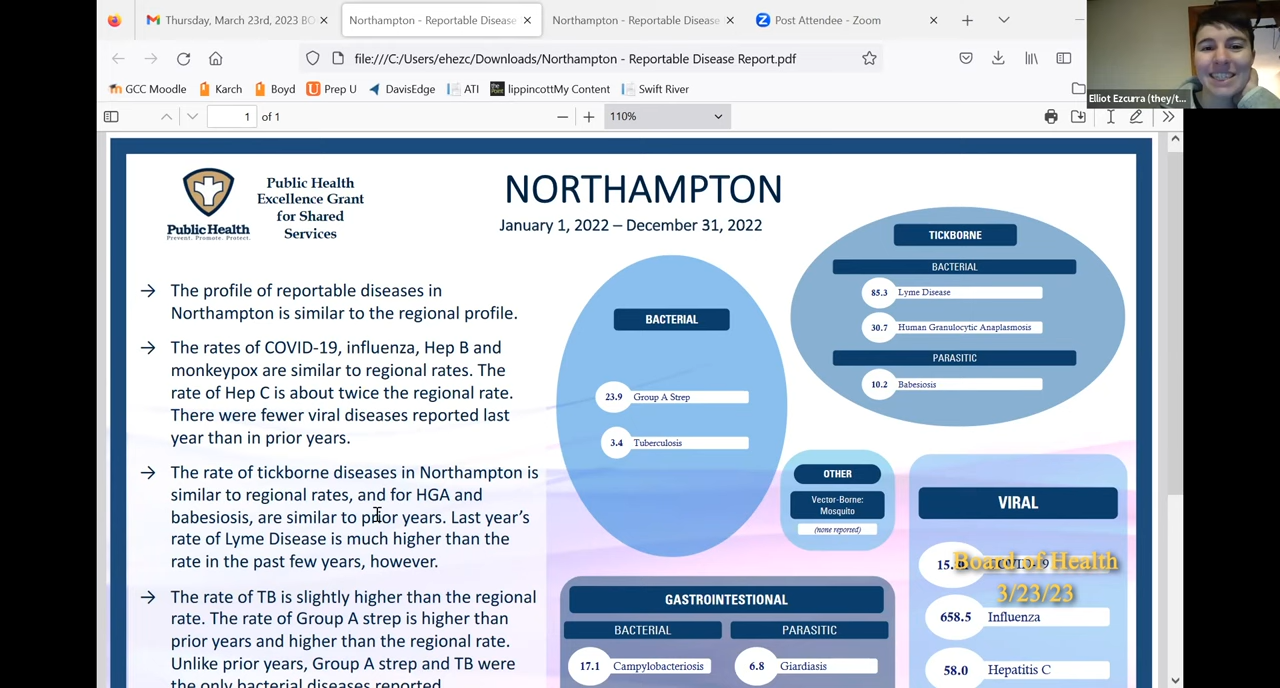 Thursday, March 23rd, 2023 BO
Northampton - Reportable Disease
Northampton - Reportable Disease
Post Attendee - Zoom
file:///C:/Users/ehezc/Downloads/Northampton - Reportable Disease Report.pdf
GCC Moodle
Karch
Boyd
Prep U
DavisEdge
ATI
lippincottMy Content
Swift River
Elliot Ezcurra (they/t...
1 of 1
110%
Public Health
Prevent. Promote. Protect.
Public Health
Excellence Grant
for Shared
Services
NORTHAMPTON
January 1, 2022 – December 31, 2022
→ The profile of reportable diseases in
Northampton is similar to the regional profile.
→ The rates of COVID-19, influenza, Hep B and
monkeypox are similar to regional rates. The
rate of Hep C is about twice the regional rate.
There were fewer viral diseases reported last
year than in prior years.
→ The rate of tickborne diseases in Northampton is
similar to regional rates, and for HGA and
babesiosis, are similar to prior years. Last year's
rate of Lyme Disease is much higher than the
rate in the past few years, however.
→ The rate of TB is slightly higher than the regional
rate. The rate of Group A strep is higher than
prior years and higher than the regional rate.
Unlike prior years, Group A strep and TB were
the only bacterial diseases reported.
BACTERIAL
23.9 Group A Strep
3.4 Tuberculosis
TICKBORNE
BACTERIAL
85.3 Lyme Disease
30.7 Human Granulocytic Anaplasmosis
PARASITIC
10.2 Babesiosis
OTHER
Vector-Borne:
Mosquito
(none reported)
VIRAL
COVID-19
658.5 Influenza
58.0 Hepatitis C
Board of Health
3/23/23
GASTROINTESTIONAL
BACTERIAL
17.1 Campylobacteriosis
PARASITIC
6.8 Giardiasis